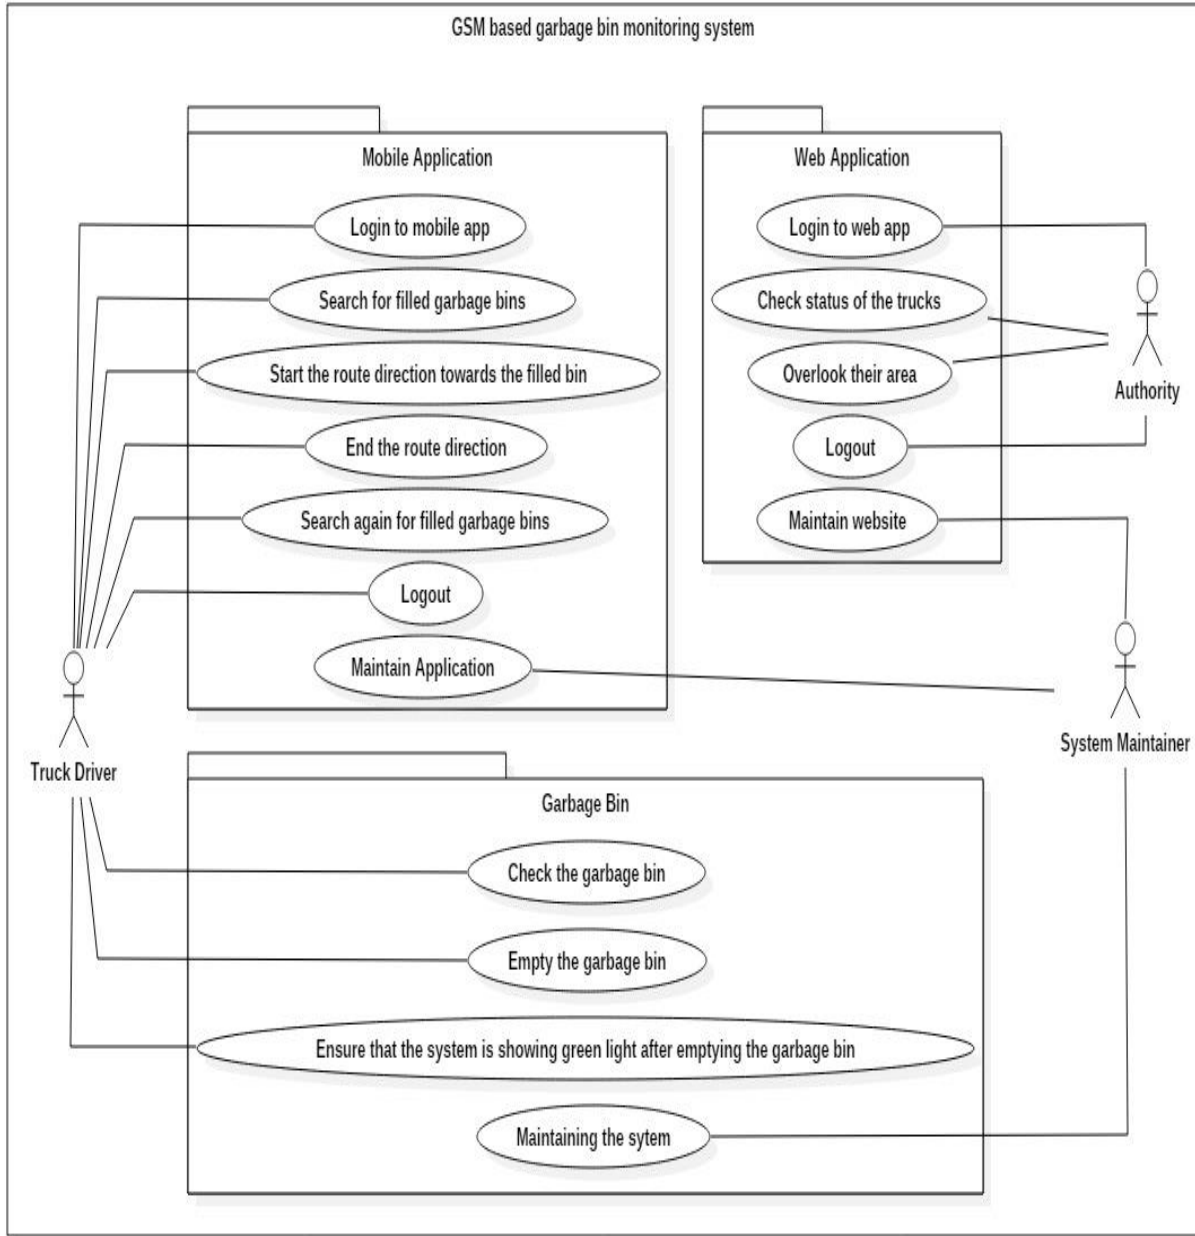 GSM based garbage bin monitoring system
Mobile Application
Login to mobile app
Search for filled garbage bins
Start the route direction towards the filled bin
End the route direction
Search again for filled garbage bins
Logout
Maintain Application
Web Application
Login to web app
Check status of the trucks
Overlook their area
Logout
Maintain website
Authority
System Maintainer
Truck Driver
Garbage Bin
Check the garbage bin
Empty the garbage bin
Ensure that the system is showing green light after emptying the garbage bin
Maintaining the sytem